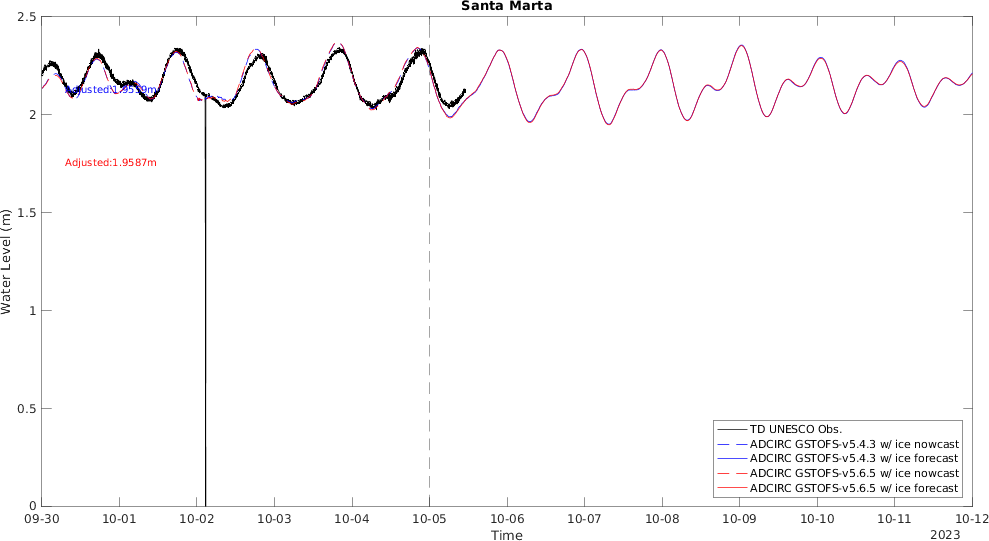 Santa Marta
2.5
2
1.5
1
0.5
0
Water Level (m)
Adjusted:1.9539m
Adjusted:1.9587m
TD UNESCO Obs.
ADCIRC GSTOFS-v5.4.3 w/ ice nowcast
ADCIRC GSTOFS-v5.4.3 w/ ice forecast
ADCIRC GSTOFS-v5.6.5 w/ ice nowcast
ADCIRC GSTOFS-v5.6.5 w/ ice forecast
09-30 10-01 10-02 10-03 10-04 10-05 10-06 10-07 10-08 10-09 10-10 10-11 10-12
Time
2023